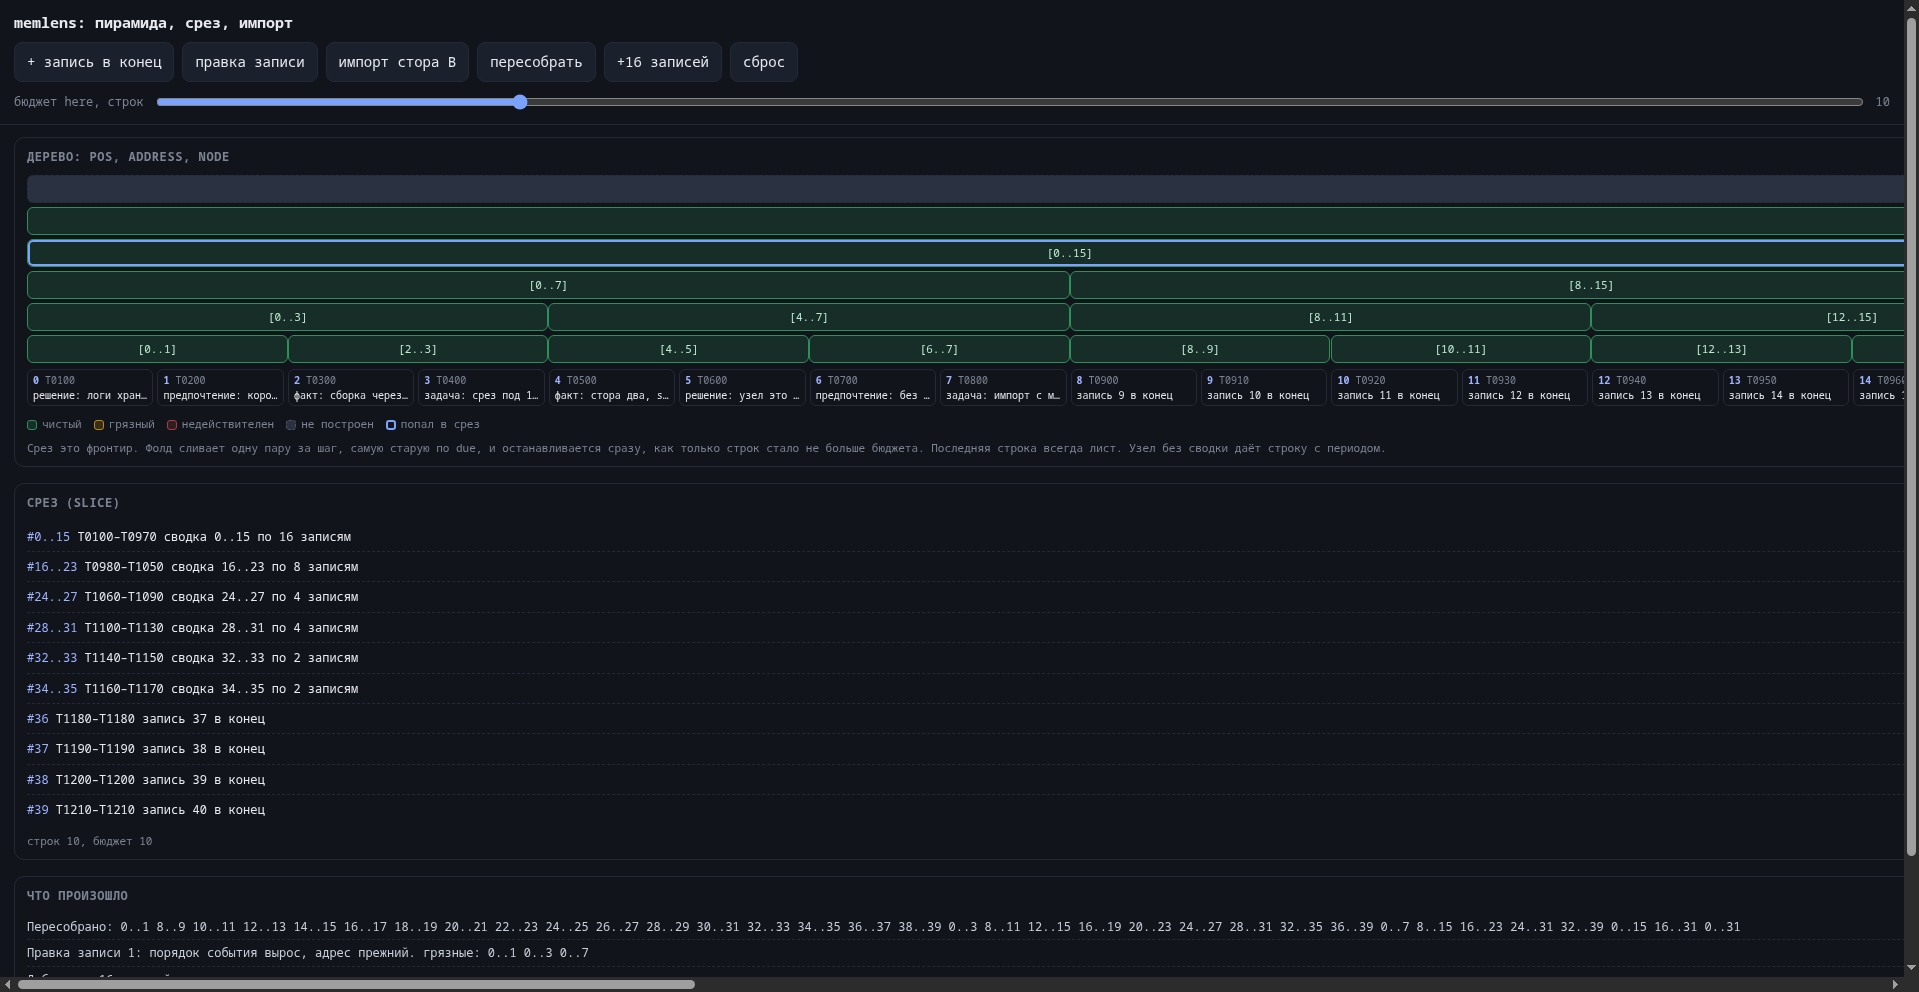 memlens: пирамида, срез, импорт
+ запись в конец правка записи импорт стора B пересобрать +16 записей сброс
бюджет here, строк 10
ДЕРЕВО: POS, ADDRESS, NODE
[0..15]
[0..7] [8..15]
[0..3] [4..7] [8..11] [12..15]
[0..1] [2..3] [4..5] [6..7] [8..9] [10..11] [12..13]
0 T0100 1 T0200 2 T0300 3 T0400 4 T0500 5 T0600 6 T0700 7 T0800 8 T0900 9 T0910 10 T0920 11 T0930 12 T0940 13 T0950 14 T096
решение: логи хран… предпочтение: коро… факт: сборка через… задача: срез под 1… факт: стора два, s… решение: узел это … предпочтение: без … задача: импорт с м… запись 9 в конец запись 10 в конец запись 11 в конец запись 12 в конец запись 13 в конец запись 14 в конец запись
чистый грязный недействителен не построен попал в срез
Срез это фронтир. Фолд сливает одну пару за шаг, самую старую по due, и останавливается сразу, как только строк стало не больше бюджета. Последняя строка всегда лист. Узел без сводки даёт строку с периодом.
СРЕЗ (SLICE)
#0..15 T0100–T0970 сводка 0..15 по 16 записям
#16..23 T0980–T1050 сводка 16..23 по 8 записям
#24..27 T1060–T1090 сводка 24..27 по 4 записям
#28..31 T1100–T1130 сводка 28..31 по 4 записям
#32..33 T1140–T1150 сводка 32..33 по 2 записям
#34..35 T1160–T1170 сводка 34..35 по 2 записям
#36 T1180–T1180 запись 37 в конец
#37 T1190–T1190 запись 38 в конец
#38 T1200–T1200 запись 39 в конец
#39 T1210–T1210 запись 40 в конец
строк 10, бюджет 10
ЧТО ПРОИЗОШЛО
Пересобрано: 0..1 8..9 10..11 12..13 14..15 16..17 18..19 20..21 22..23 24..25 26..27 28..29 30..31 32..33 34..35 36..37 38..39 0..3 8..11 12..15 16..19 20..23 24..27 28..31 32..35 36..39 0..7 8..15 16..23 24..31 32..39 0..15 16..31 0..31
Правка записи 1: порядок события вырос, адрес прежний. грязные: 0..1 0..3 0..7